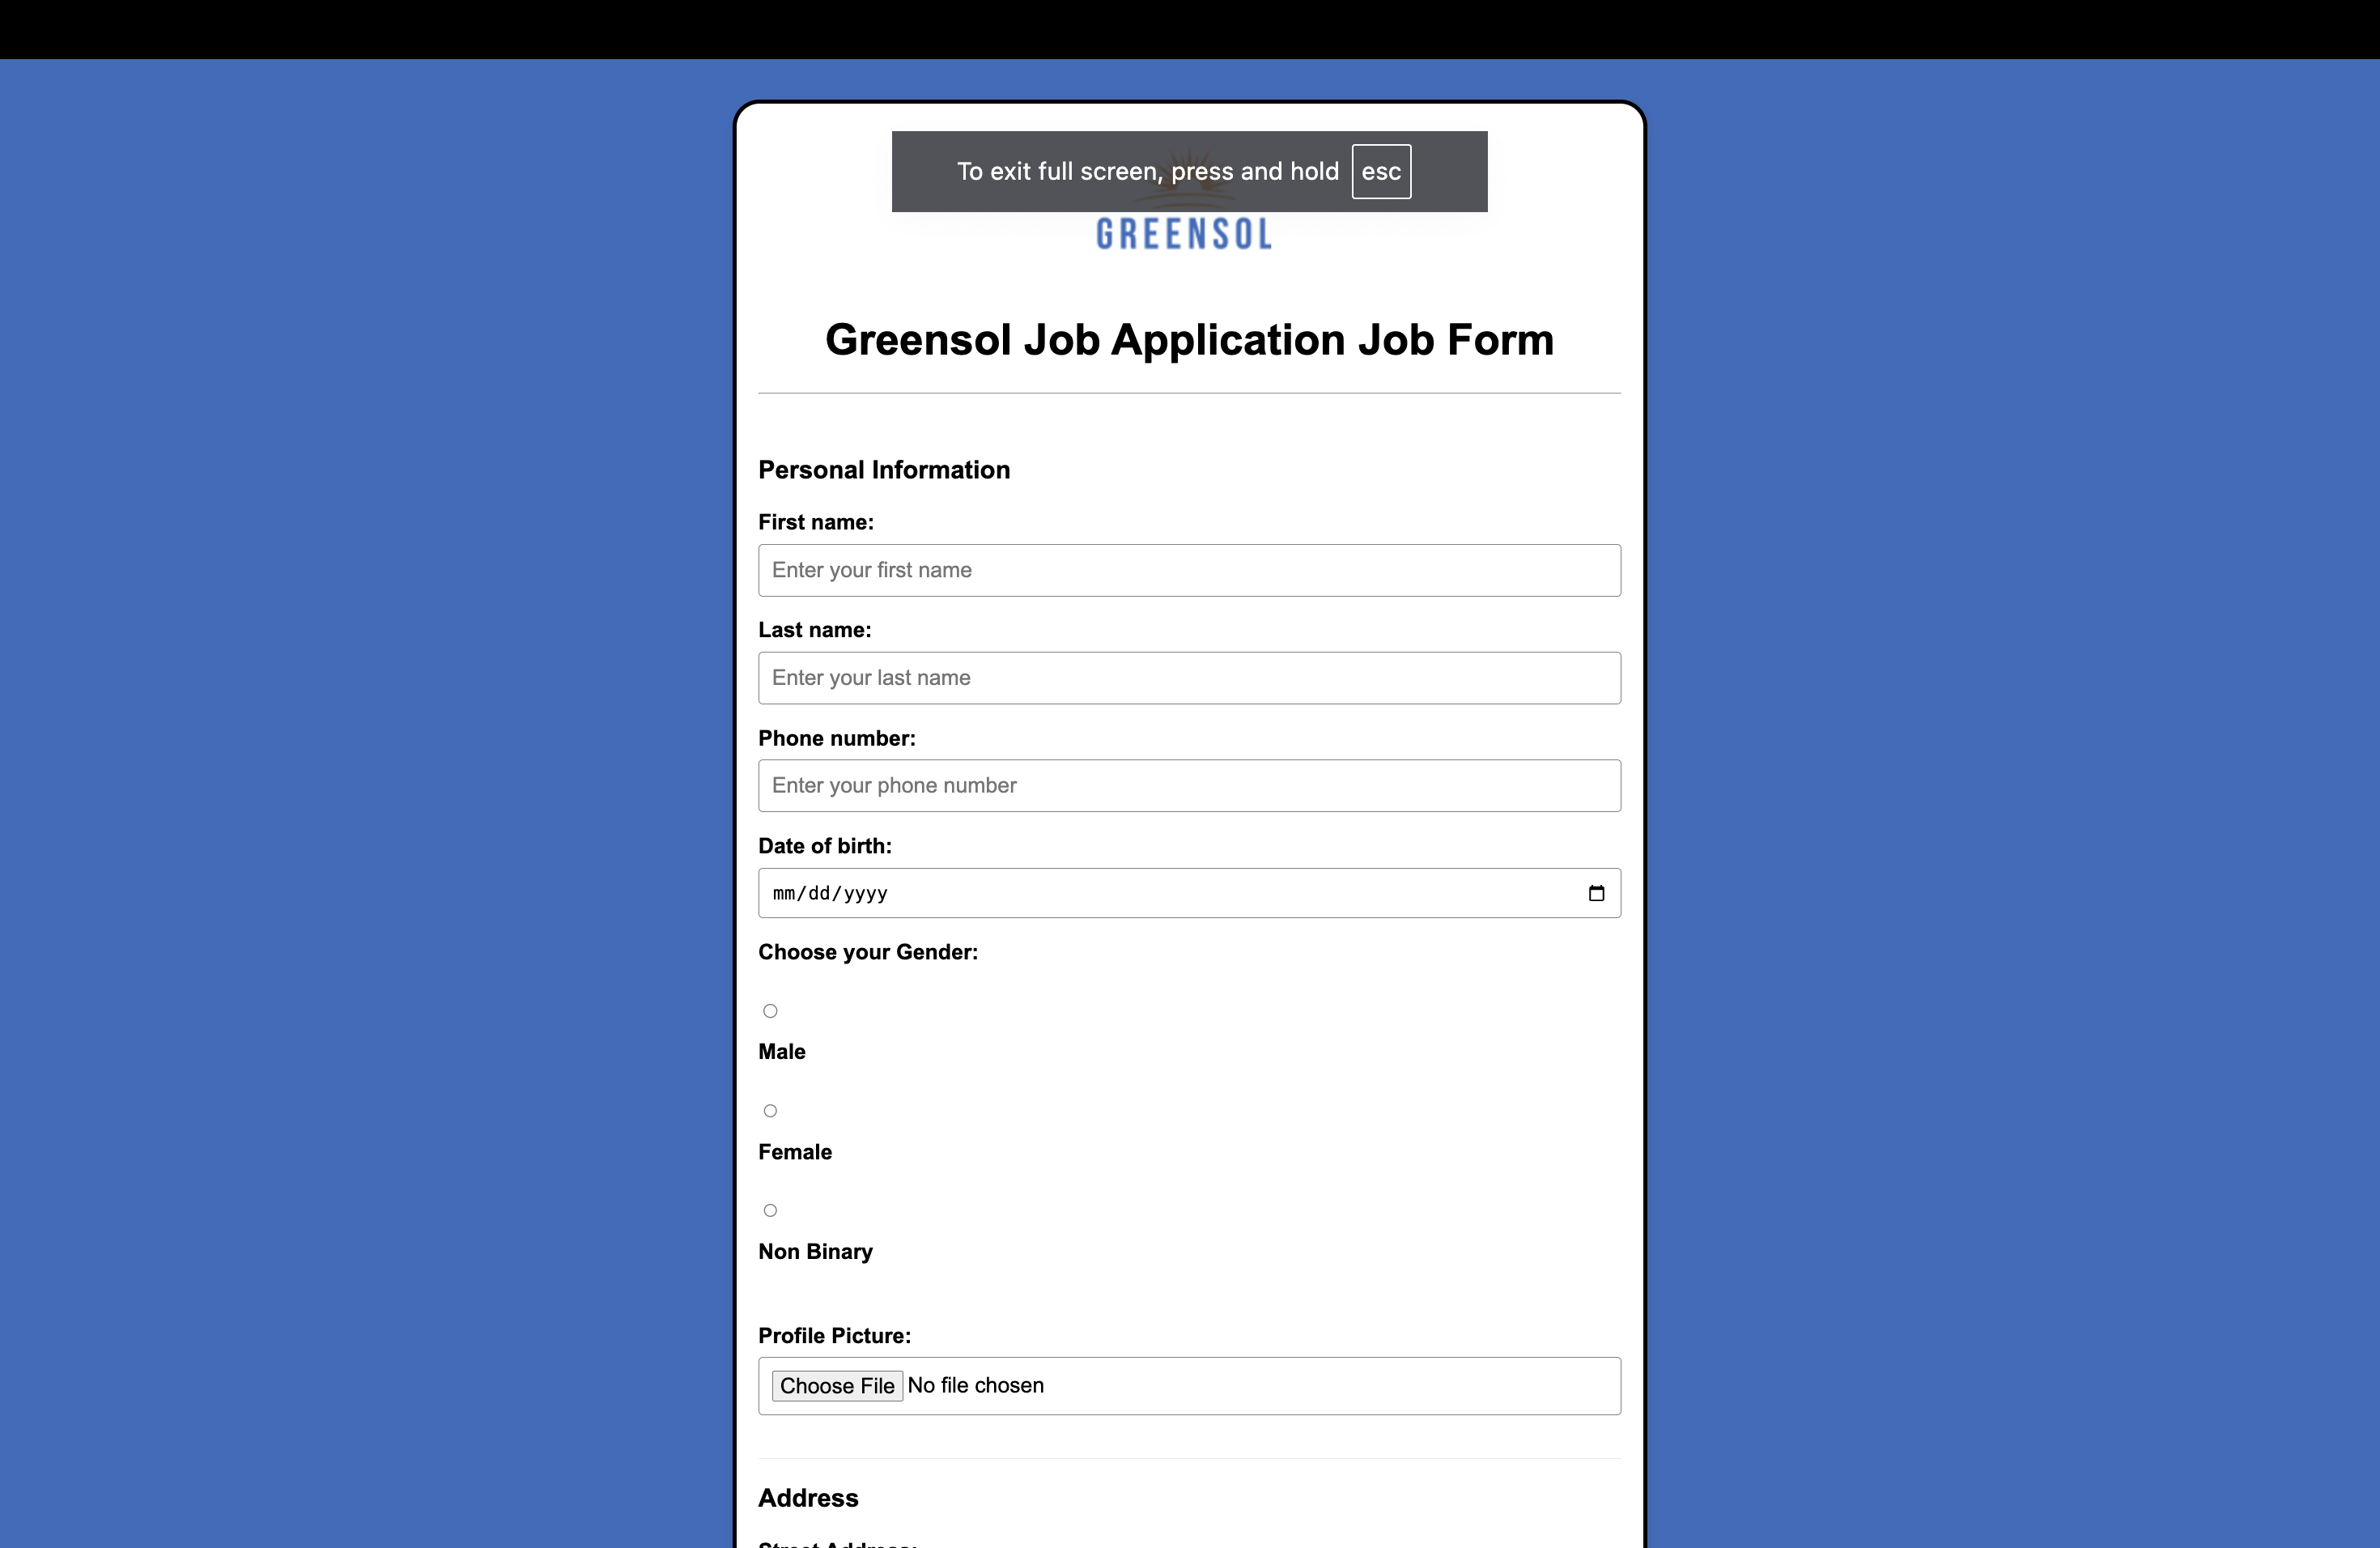 To exit full screen, press and hold esc
GREENSOL
Greensol Job Application Job Form
Personal Information
First name:
Enter your first name
Last name:
Enter your last name
Phone number:
Enter your phone number
Date of birth:
mm/dd/yyyy
Choose your Gender:
Male
Female
Non Binary
Profile Picture:
Choose File No file chosen
Address
Street Address: